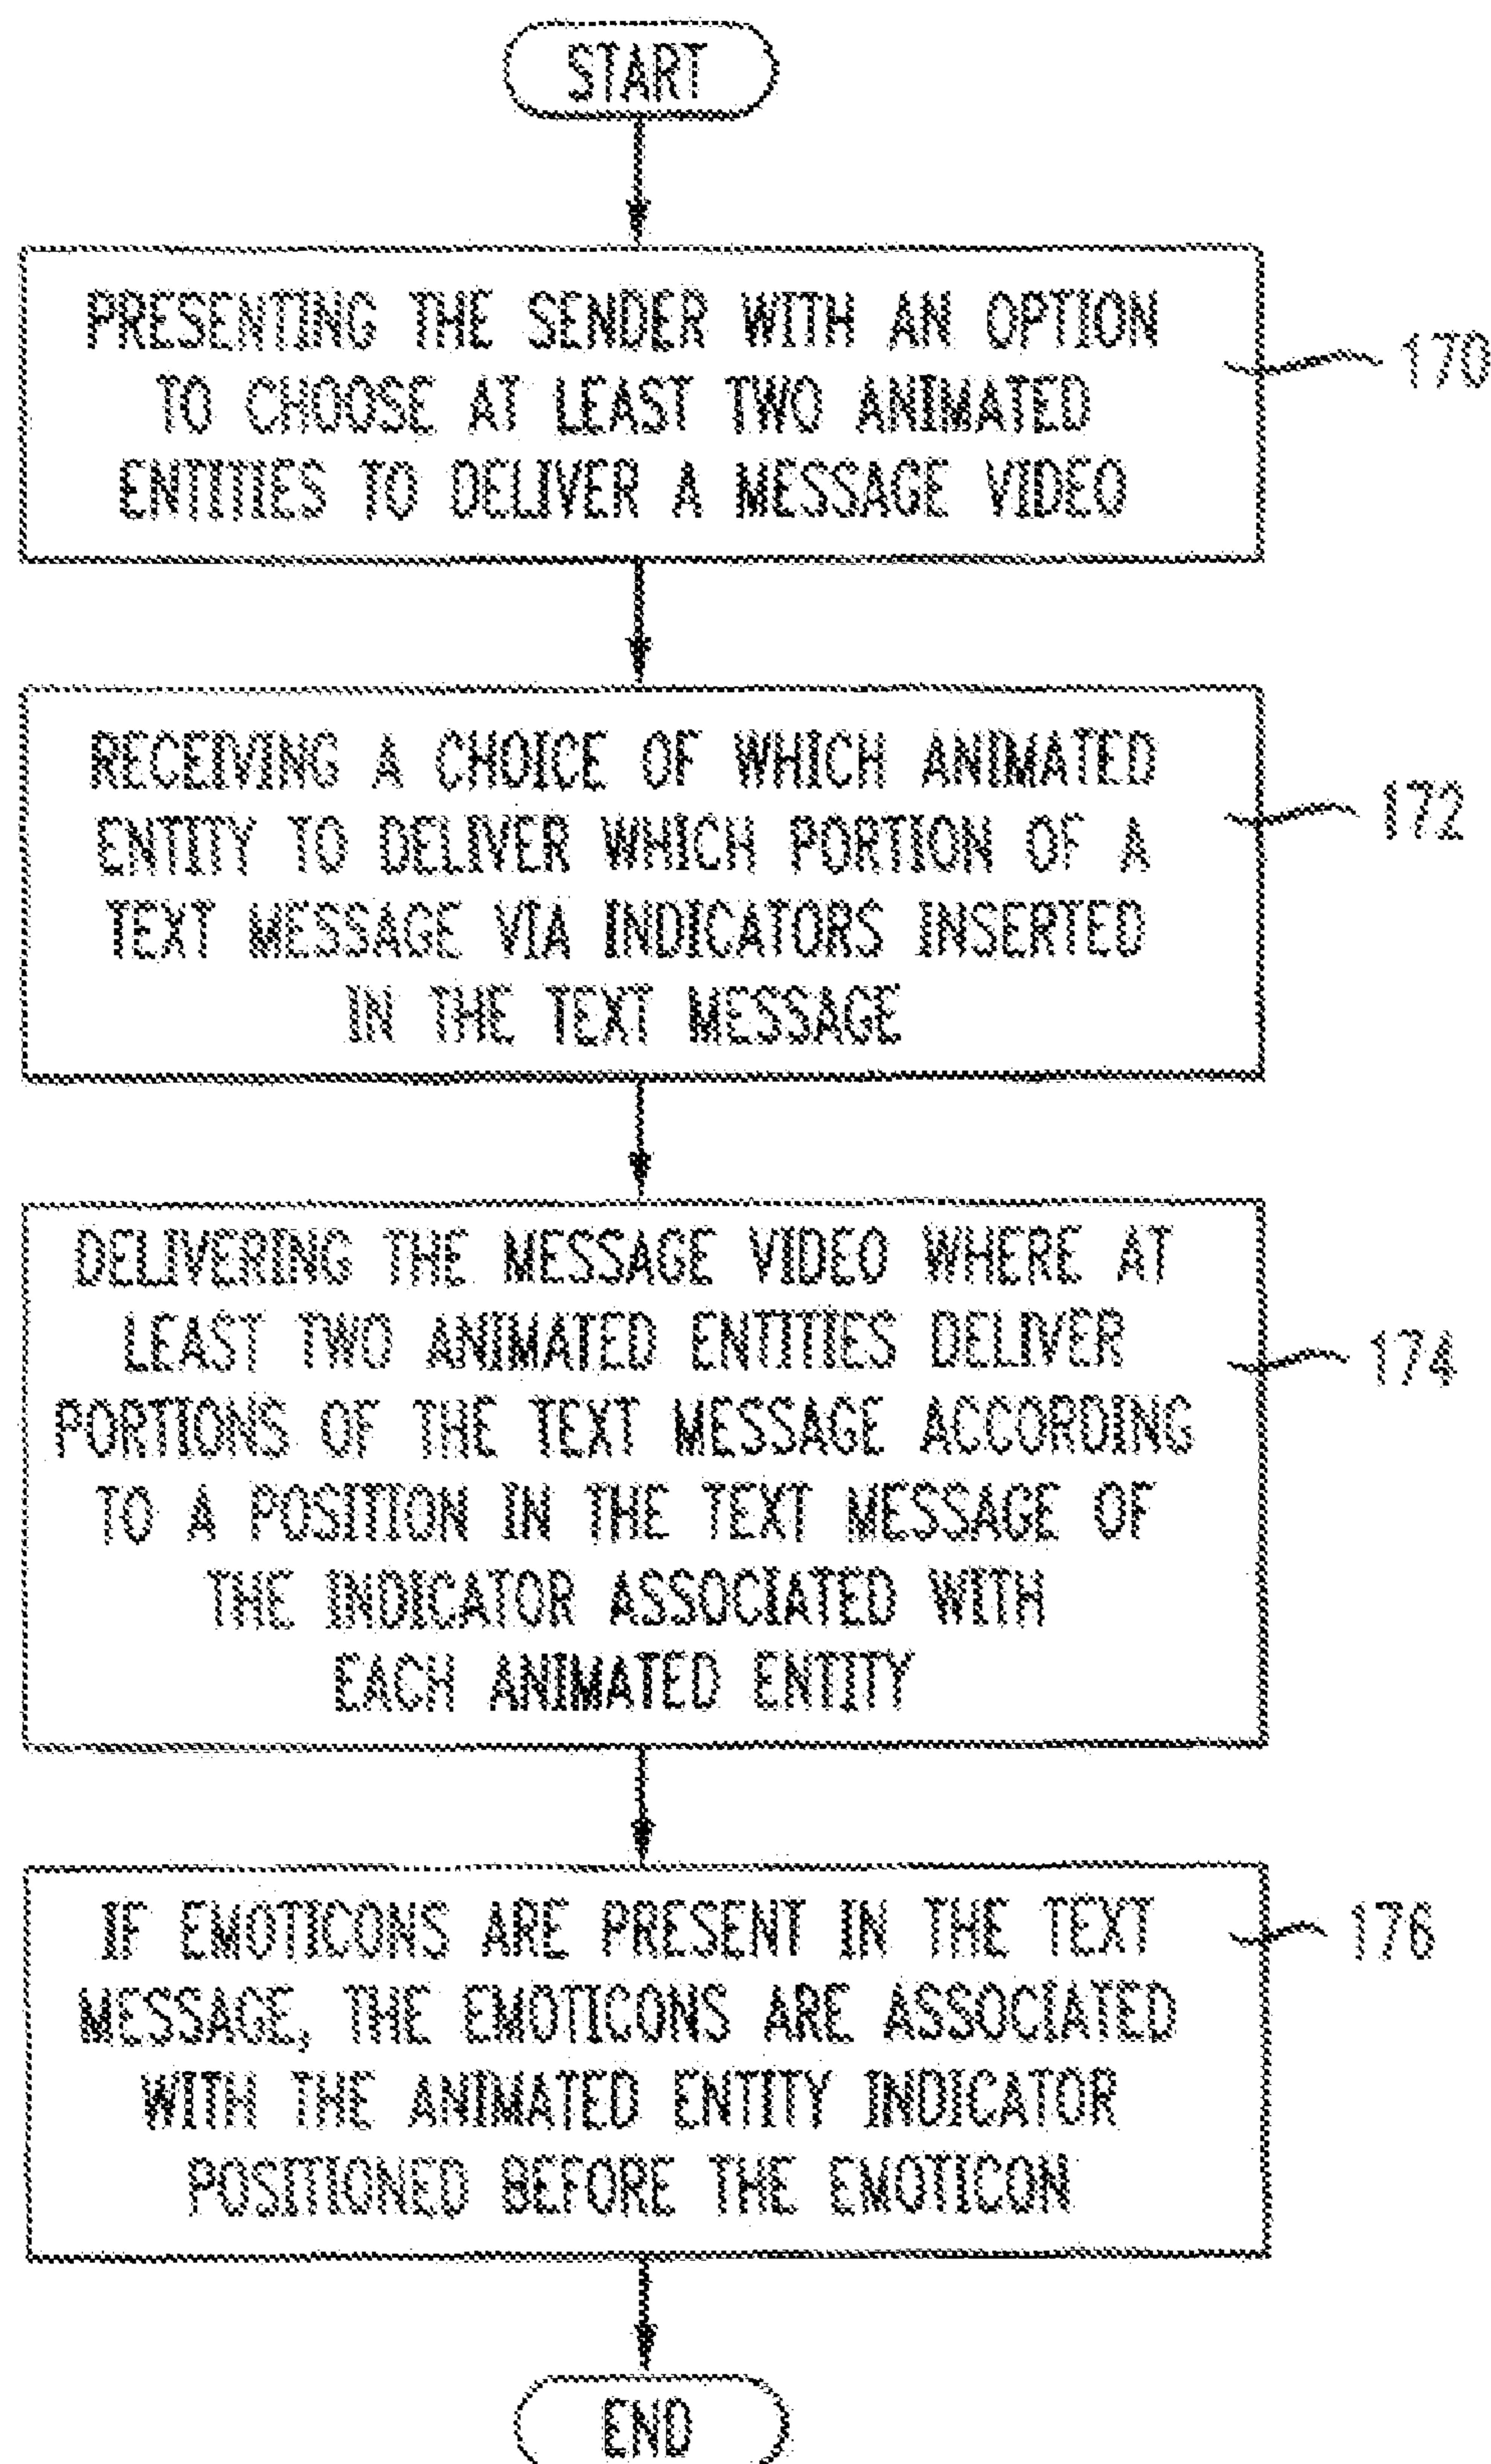 START
PRESENTING THE SENDER WITH AN OPTION
TO CHOOSE AT LEAST TWO ANIMATED
ENTITIES TO DELIVER A MESSAGE VIDEO
170
RECEIVING A CHOICE OF WHICH ANIMATED
ENTITY TO DELIVER WHICH PORTION OF A
TEXT MESSAGE VIA INDICATORS INSERTED
IN THE TEXT MESSAGE
172
DELIVERING THE MESSAGE VIDEO WHERE AT
LEAST TWO ANIMATED ENTITIES DELIVER
PORTIONS OF THE TEXT MESSAGE ACCORDING
TO A POSITION IN THE TEXT MESSAGE OF
THE INDICATOR ASSOCIATED WITH
EACH ANIMATED ENTITY
174
IF EMOTICONS ARE PRESENT IN THE TEXT
MESSAGE, THE EMOTICONS ARE ASSOCIATED
WITH THE ANIMATED ENTITY INDICATOR
POSITIONED BEFORE THE EMOTICON
176
END